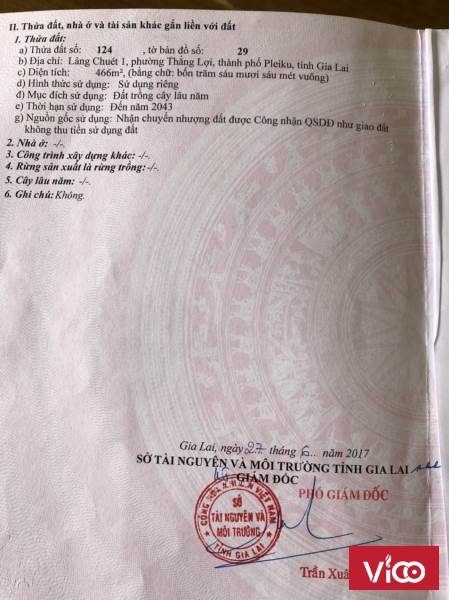 II. Thửa đất, nhà ở và tài sản khác gắn liền với đất
1. Thửa đất:
a) Thửa đất số: 124 , tờ bản đồ số: 29
b) Địa chỉ: Làng Chuét 1, phường Thắng Lợi, thành phố Pleiku, tỉnh Gia Lai
c) Diện tích: 466m², (bằng chữ: bốn trăm sáu mươi sáu mét vuông)
d) Hình thức sử dụng: Sử dụng riêng
đ) Mục đích sử dụng: Đất trồng cây lâu năm
e) Thời hạn sử dụng: Đến năm 2043
g) Nguồn gốc sử dụng: Nhận chuyển nhượng đất được Công nhận QSDĐ như giao đất
không thu tiền sử dụng đất
2. Nhà ở: -/-.
3. Công trình xây dựng khác: -/-.
4. Rừng sản xuất là rừng trồng: -/-.
5. Cây lâu năm: -/-.
6. Ghi chú: Không.
Gia Lai, ngày 27 tháng 6 năm 2017
SỞ TÀI NGUYÊN VÀ MÔI TRƯỜNG TỈNH GIA LAI
GIÁM ĐỐC
PHÓ GIÁM ĐỐC
CỘNG HÒA X.H.C.N VIỆT NAM
SỞ
TÀI NGUYÊN VÀ
MÔI TRƯỜNG
TỈNH GIA LAI
Trần Xuâ
Vico